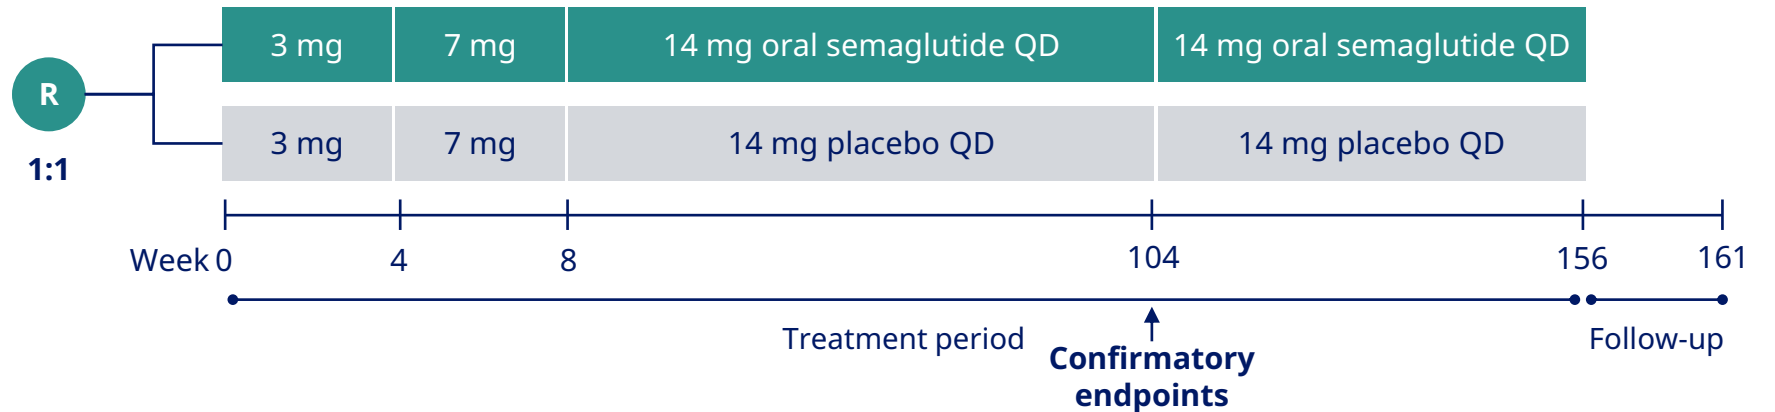 3 mg 7 mg 14 mg oral semaglutide QD 14 mg oral semaglutide QD
R
3 mg 7 mg 14 mg placebo QD 14 mg placebo QD
1:1
Week 0 4 8 104 156 161
Treatment period Follow-up
Confirmatory
endpoints